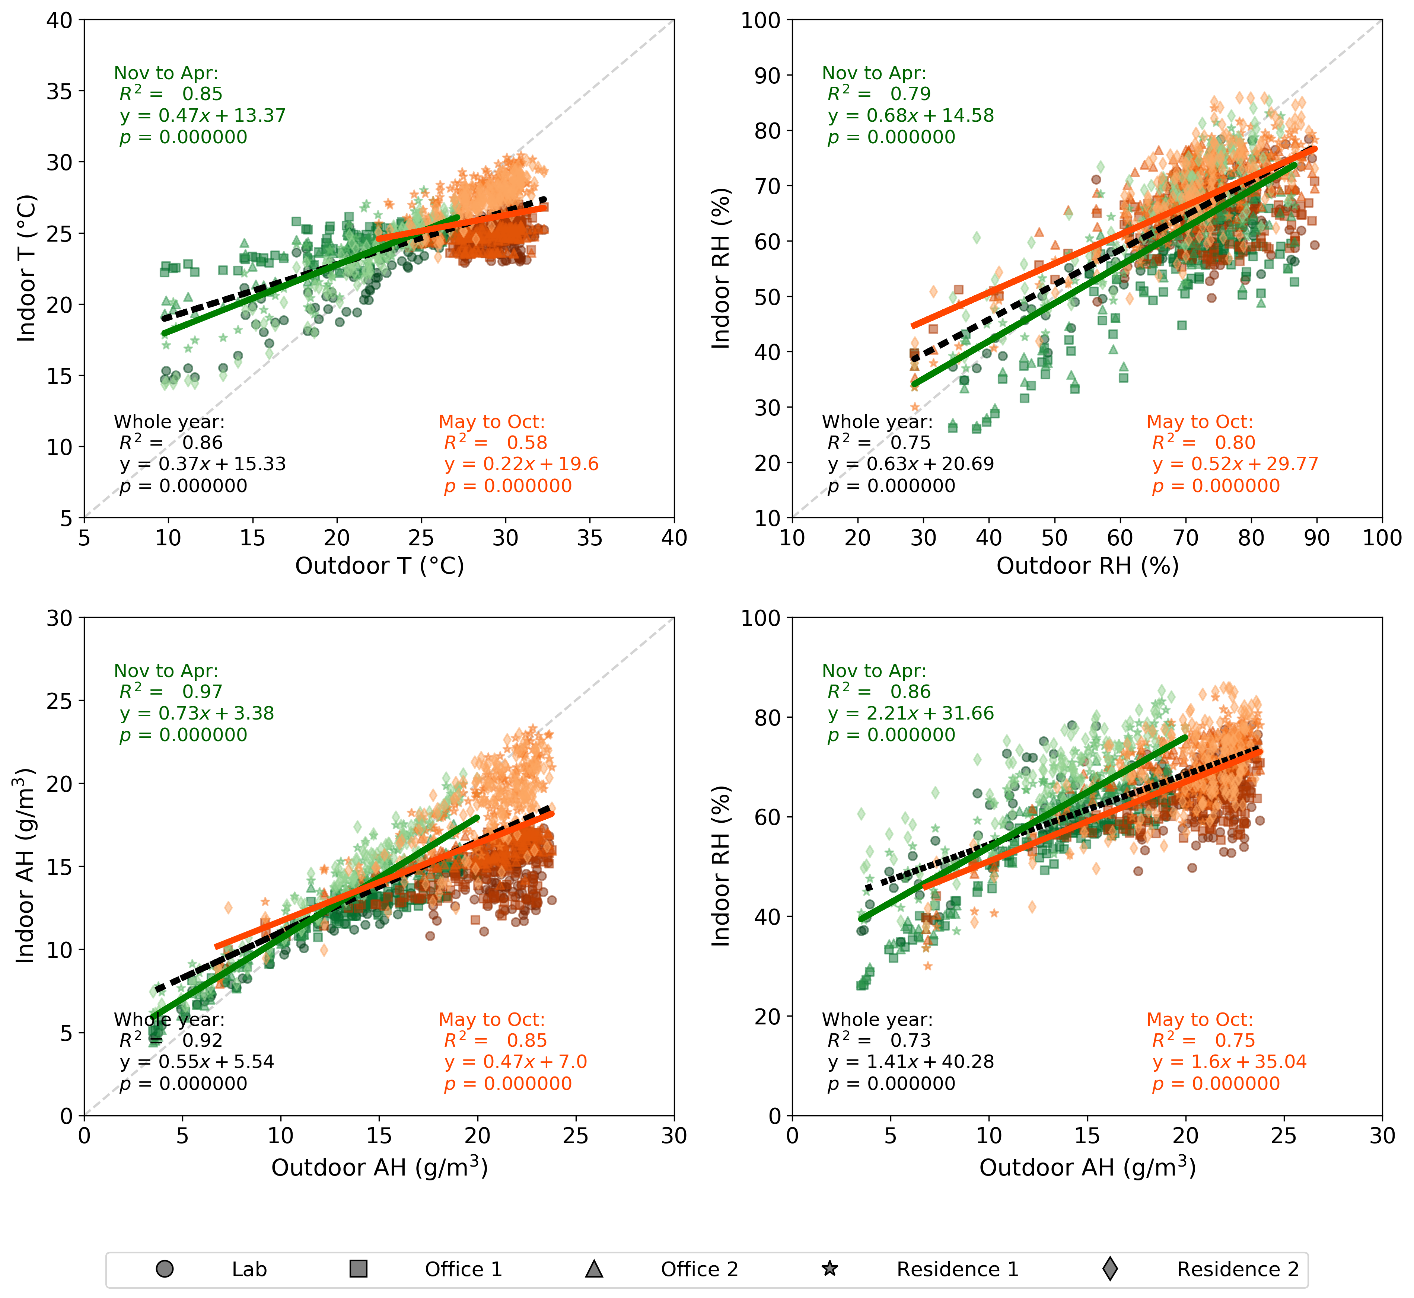 40
35
30
25
20
15
10
5
Indoor T (°C)
Nov to Apr:
R² = 0.85
y = 0.47x + 13.37
p = 0.000000
Whole year:
R² = 0.86
y = 0.37x + 15.33
p = 0.000000
May to Oct:
R² = 0.58
y = 0.22x + 19.6
p = 0.000000
5 10 15 20 25 30 35 40
Outdoor T (°C)
100
90
80
70
60
50
40
30
20
10
Indoor RH (%)
Nov to Apr:
R² = 0.79
y = 0.68x + 14.58
p = 0.000000
Whole year:
R² = 0.75
y = 0.63x + 20.69
p = 0.000000
May to Oct:
R² = 0.80
y = 0.52x + 29.77
p = 0.000000
10 20 30 40 50 60 70 80 90 100
Outdoor RH (%)
30
25
20
15
10
5
0
Indoor AH (g/m³)
Nov to Apr:
R² = 0.97
y = 0.73x + 3.38
p = 0.000000
Whole year:
R² = 0.92
y = 0.55x + 5.54
p = 0.000000
May to Oct:
R² = 0.85
y = 0.47x + 7.0
p = 0.000000
0 5 10 15 20 25 30
Outdoor AH (g/m³)
100
80
60
40
20
0
Indoor RH (%)
Nov to Apr:
R² = 0.86
y = 2.21x + 31.66
p = 0.000000
Whole year:
R² = 0.73
y = 1.41x + 40.28
p = 0.000000
May to Oct:
R² = 0.75
y = 1.6x + 35.04
p = 0.000000
0 5 10 15 20 25 30
Outdoor AH (g/m³)
Lab Office 1 Office 2 Residence 1 Residence 2